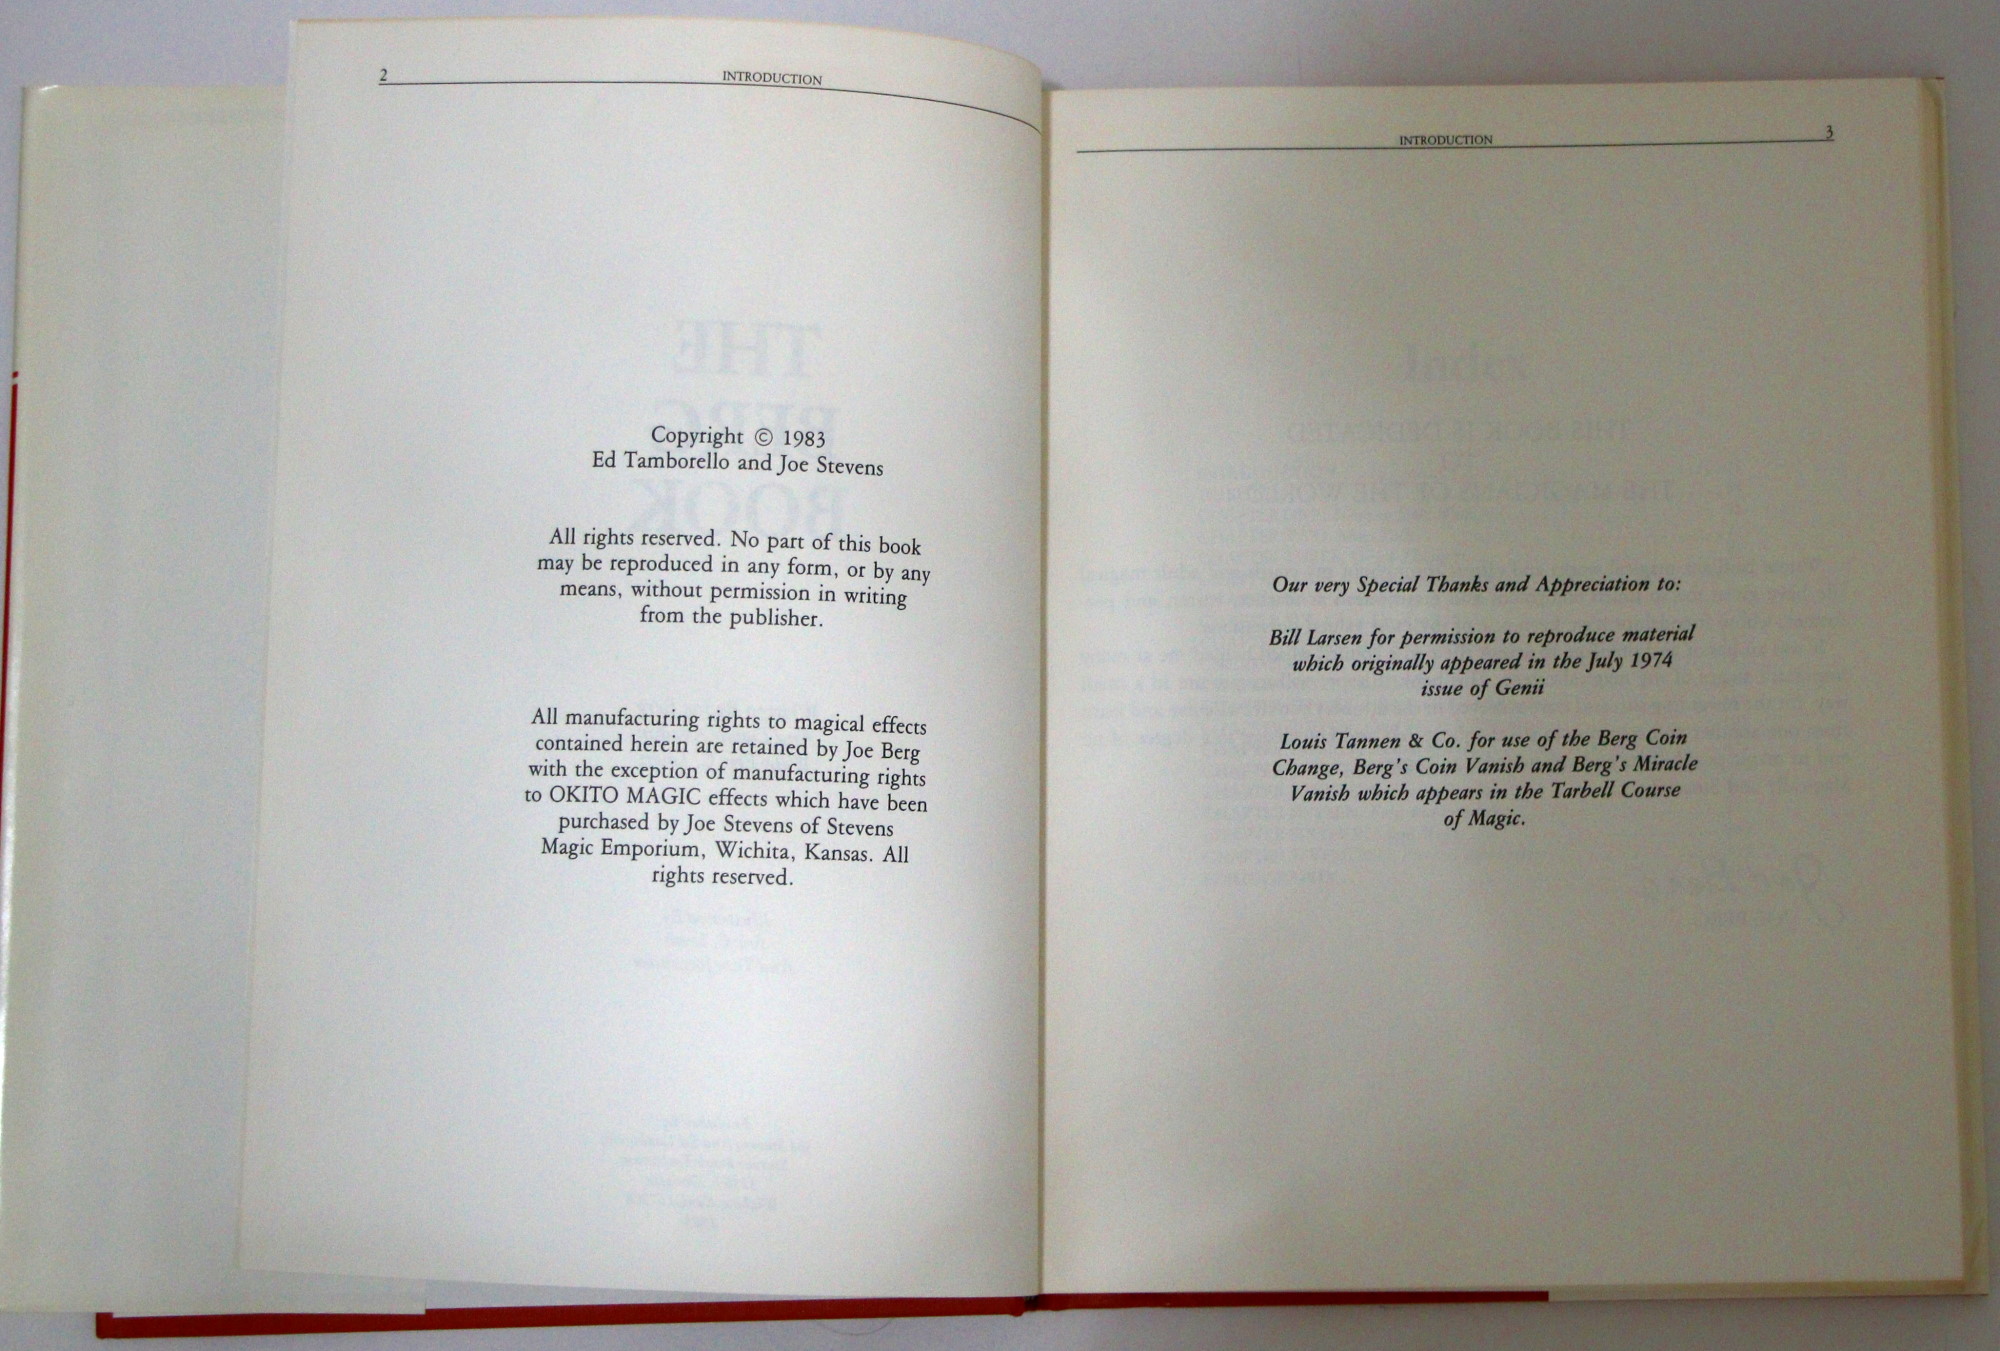 2
INTRODUCTION
Copyright © 1983
Ed Tamborello and Joe Stevens
All rights reserved. No part of this book
may be reproduced in any form, or by any
means, without permission in writing
from the publisher.
All manufacturing rights to magical effects
contained herein are retained by Joe Berg
with the exception of manufacturing rights
to OKITO MAGIC effects which have been
purchased by Joe Stevens of Stevens
Magic Emporium, Wichita, Kansas. All
rights reserved.
INTRODUCTION
3
Our very Special Thanks and Appreciation to:
Bill Larsen for permission to reproduce material
which originally appeared in the July 1974
issue of Genii
Louis Tannen & Co. for use of the Berg Coin
Change, Berg's Coin Vanish and Berg's Miracle
Vanish which appears in the Tarbell Course
of Magic.